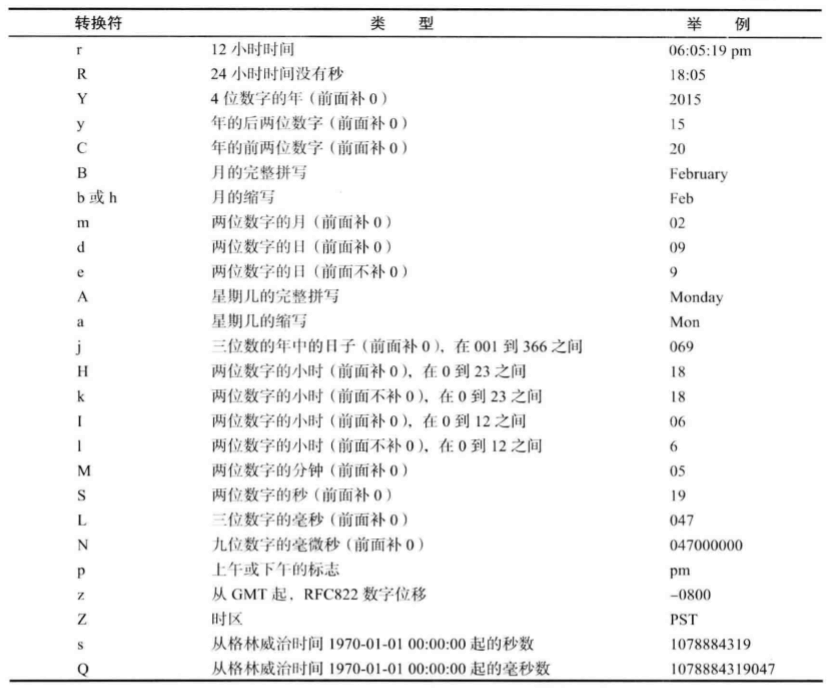 转换符 类 型 举 例
r 12 小时时间 06:05:19 pm
R 24 小时时间没有秒 18:05
Y 4 位数字的年（前面补 0） 2015
y 年的后两位数字（前面补 0） 15
C 年的前两位数字（前面补 0） 20
B 月的完整拼写 February
b 或 h 月的缩写 Feb
m 两位数字的月（前面补 0） 02
d 两位数字的日（前面补 0） 09
e 两位数字的日（前面不补 0） 9
A 星期几的完整拼写 Monday
a 星期几的缩写 Mon
j 三位数的年中的日子（前面补 0），在 001 到 366 之间 069
H 两位数字的小时（前面补 0），在 0 到 23 之间 18
k 两位数字的小时（前面不补 0），在 0 到 23 之间 18
I 两位数字的小时（前面补 0），在 0 到 12 之间 06
l 两位数字的小时（前面不补 0），在 0 到 12 之间 6
M 两位数字的分钟（前面补 0） 05
S 两位数字的秒（前面补 0） 19
L 三位数字的毫秒（前面补 0） 047
N 九位数字的毫微秒（前面补 0） 047000000
p 上午或下午的标志 pm
z 从 GMT 起，RFC822 数字位移 -0800
Z 时区 PST
s 从格林威治时间 1970-01-01 00:00:00 起的秒数 1078884319
Q 从格林威治时间 1970-01-01 00:00:00 起的毫秒数 1078884319047